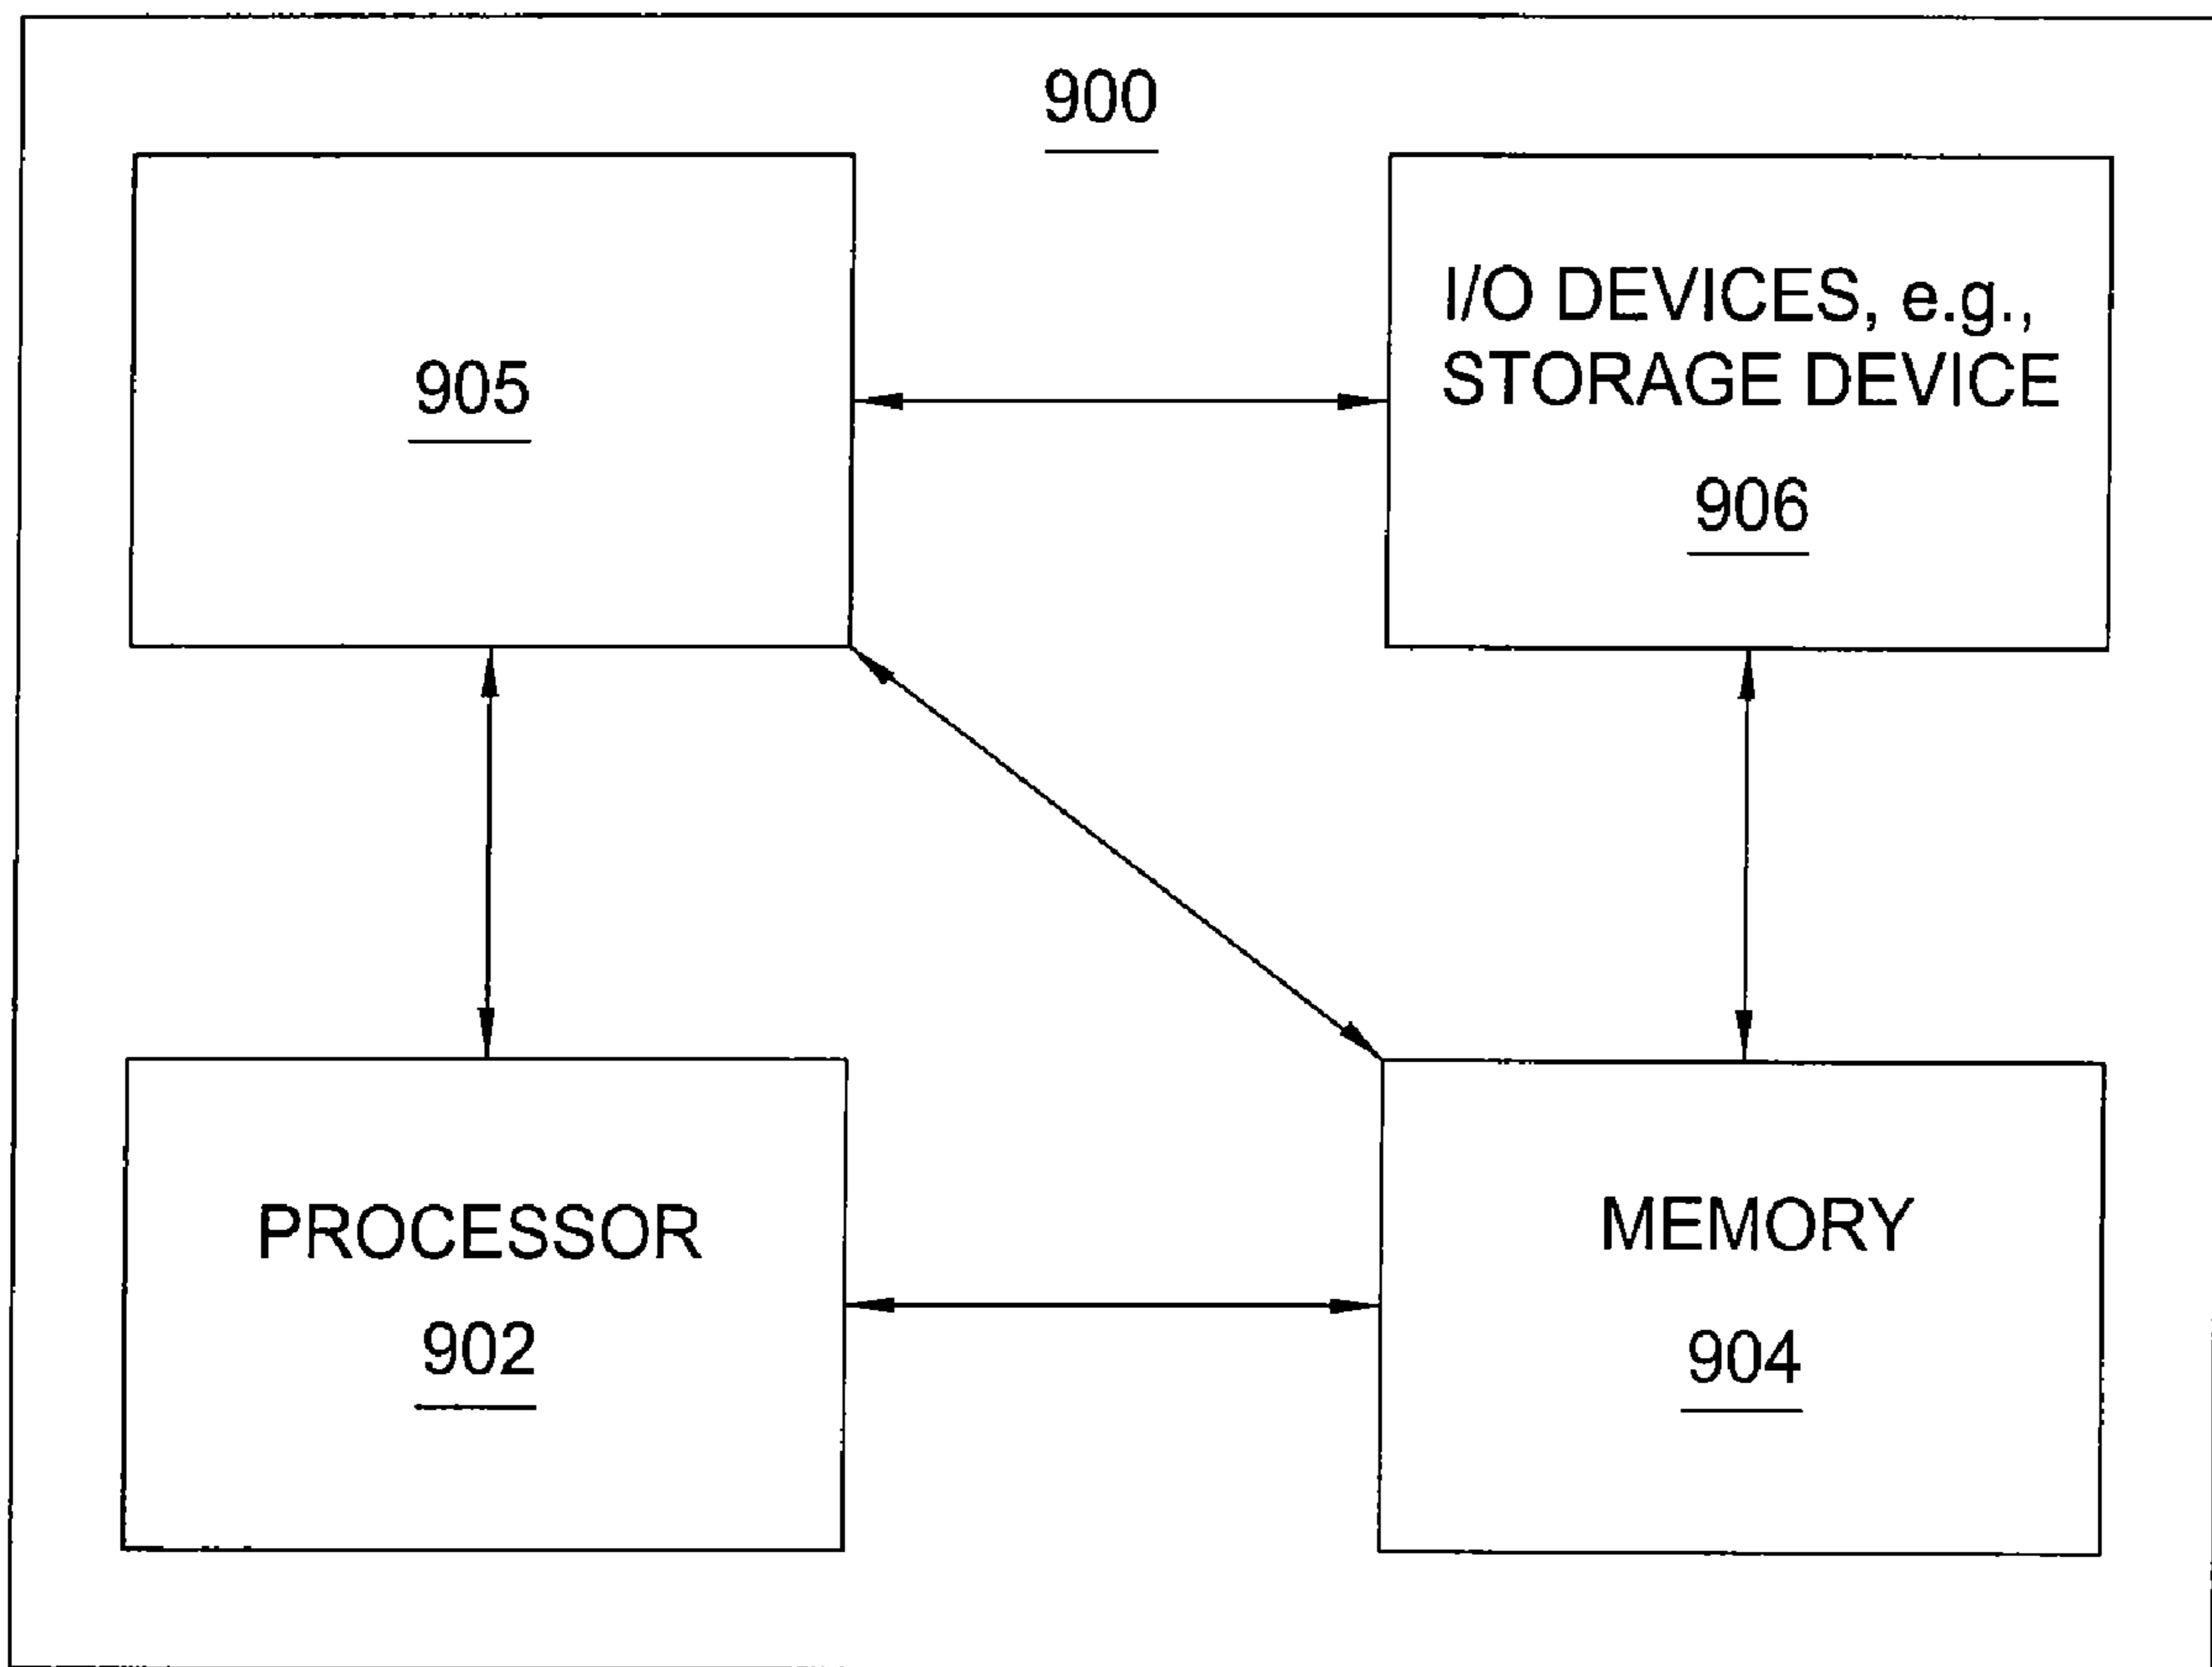 900
905
I/O DEVICES, e.g.,
STORAGE DEVICE
906
PROCESSOR
902
MEMORY
904